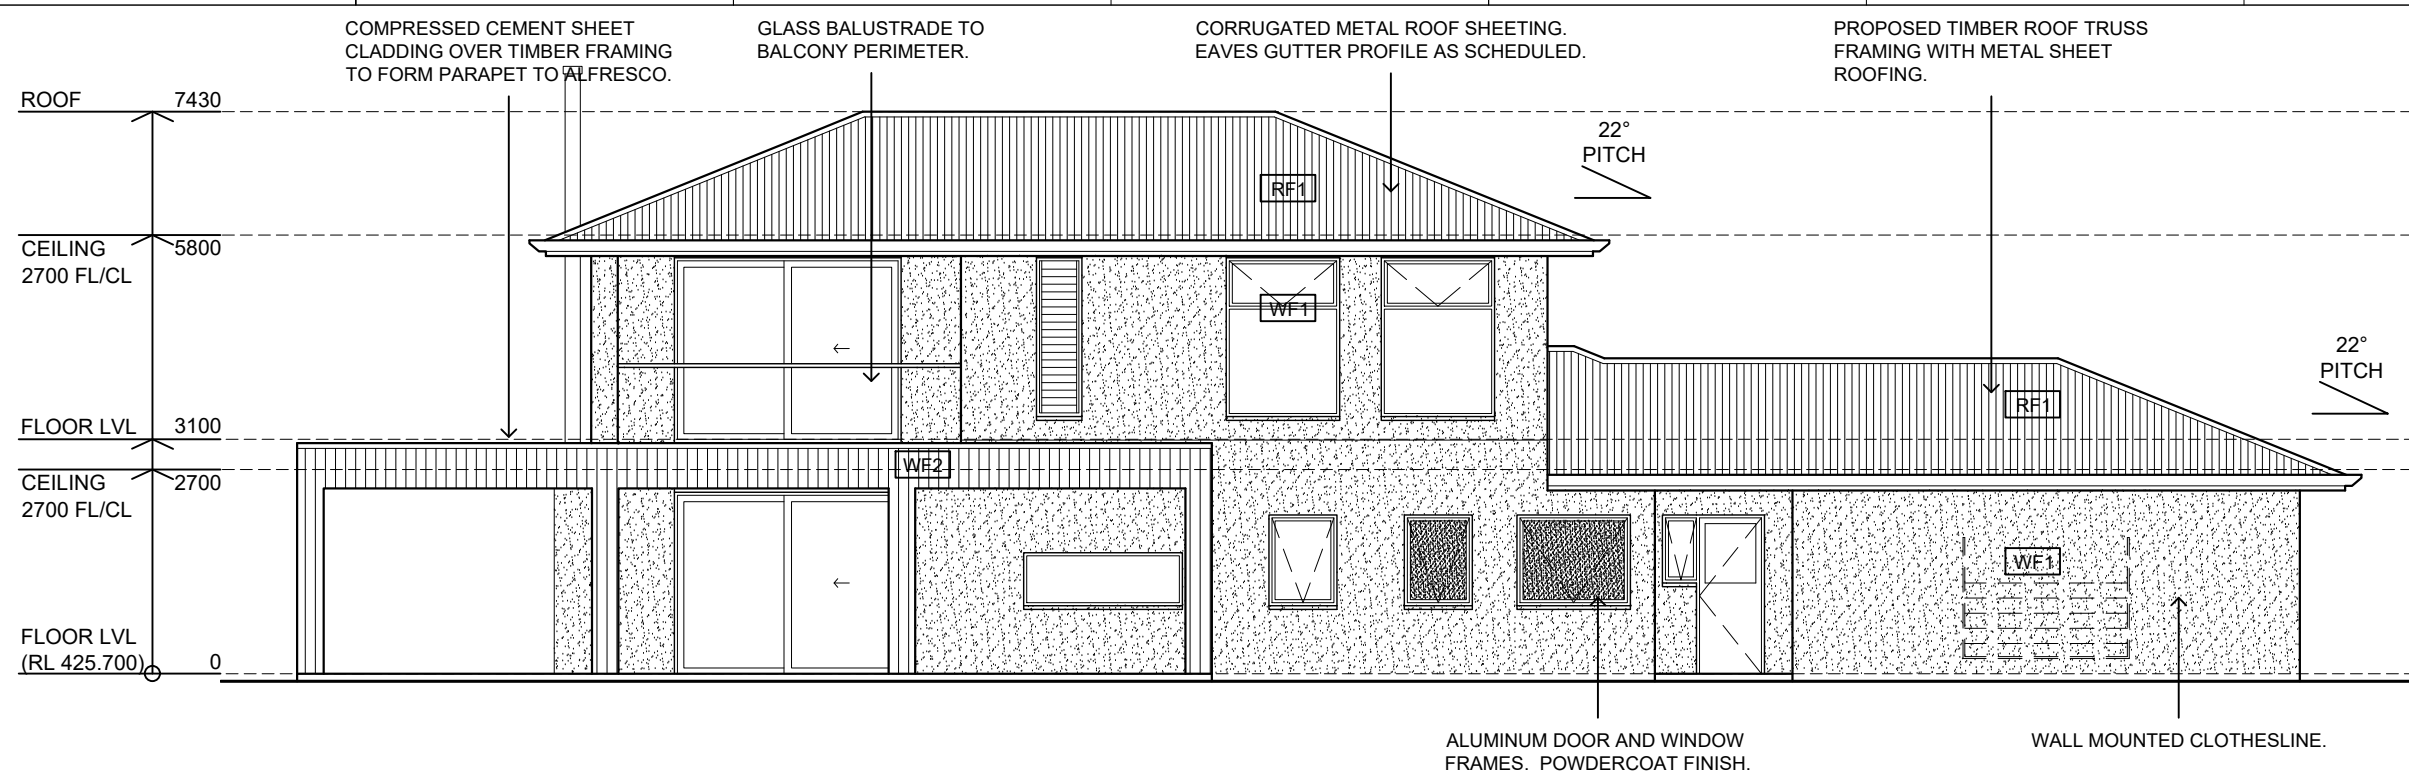 COMPRESSED CEMENT SHEET
CLADDING OVER TIMBER FRAMING
TO FORM PARAPET TO ALFRESCO.
GLASS BALUSTRADE TO
BALCONY PERIMETER.
CORRUGATED METAL ROOF SHEETING.
EAVES GUTTER PROFILE AS SCHEDULED.
PROPOSED TIMBER ROOF TRUSS
FRAMING WITH METAL SHEET
ROOFING.
ROOF 7430
22°
PITCH
RF1
CEILING 5800
2700 FL/CL
WF1
22°
PITCH
RF1
FLOOR LVL 3100
WF2
CEILING 2700
2700 FL/CL
WF1
FLOOR LVL
(RL 425.700) 0
ALUMINUM DOOR AND WINDOW
FRAMES. POWDERCOAT FINISH.
WALL MOUNTED CLOTHESLINE.